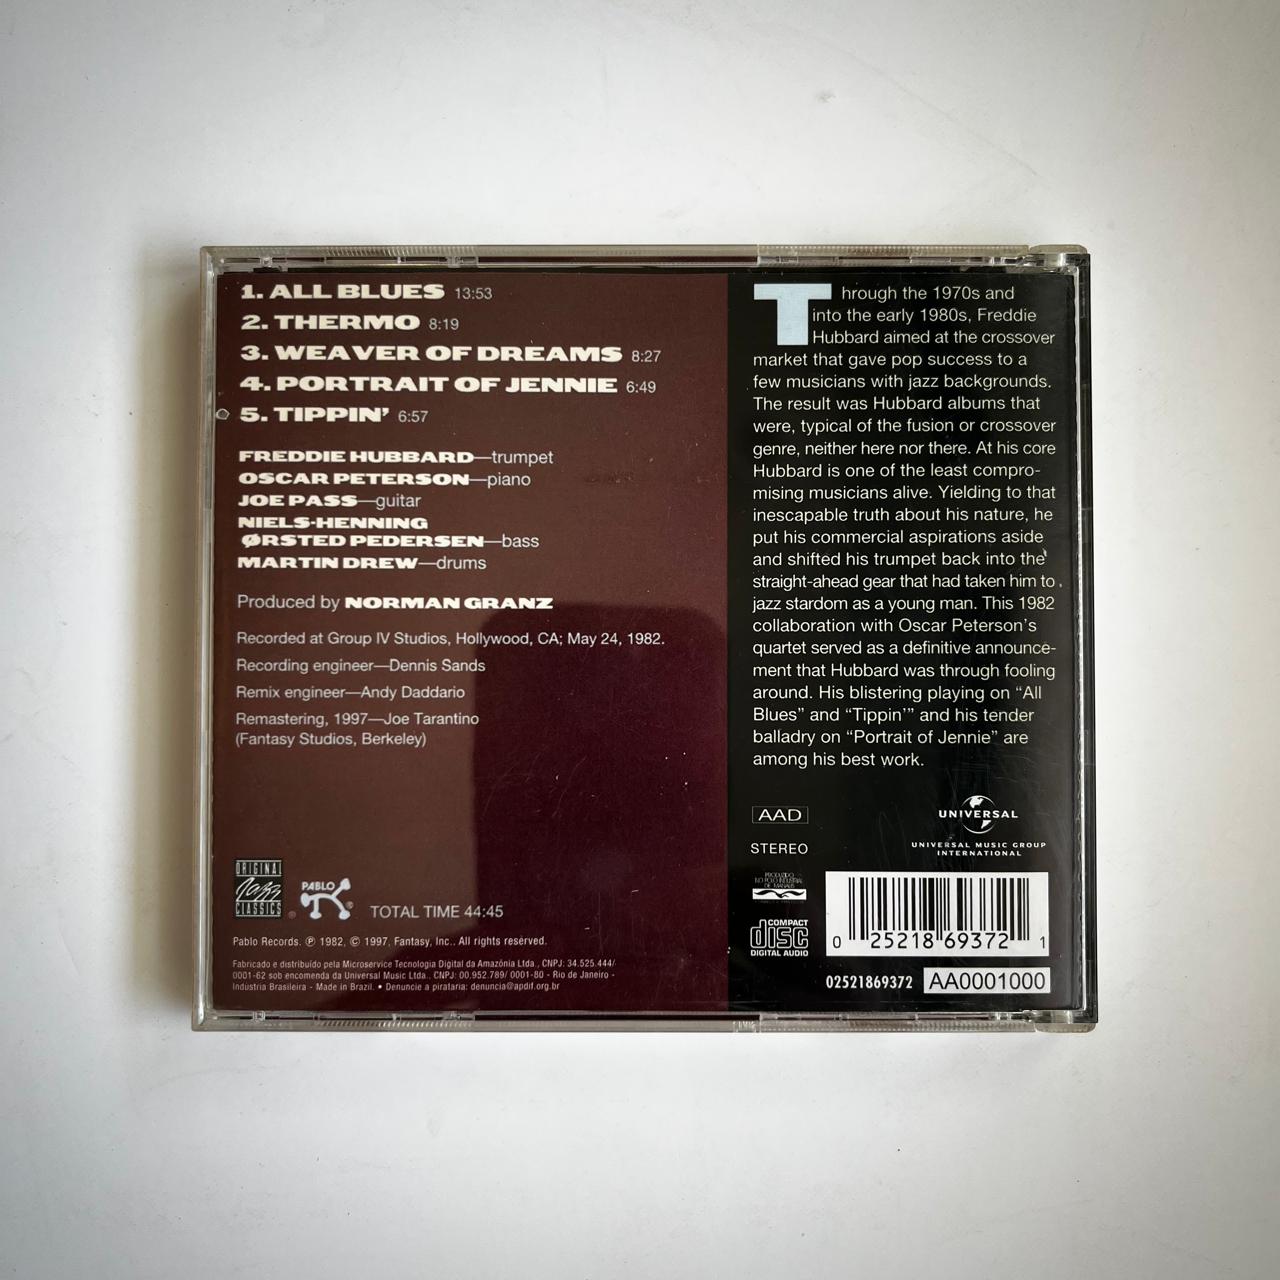 1. ALL BLUES 13:53
2. THERMO 8:19
3. WEAVER OF DREAMS 8:27
4. PORTRAIT OF JENNIE 6:49
5. TIPPIN' 6:57
FREDDIE HUBBARD—trumpet
OSCAR PETERSON—piano
JOE PASS—guitar
NIELS-HENNING
ØRSTED PEDERSEN—bass
MARTIN DREW—drums
Produced by NORMAN GRANZ
Recorded at Group IV Studios, Hollywood, CA; May 24, 1982.
Recording engineer—Dennis Sands
Remix engineer—Andy Daddario
Remastering, 1997—Joe Tarantino
(Fantasy Studios, Berkeley)
ORIGINAL
Jazz
CLASSICS
PABLO
TOTAL TIME 44:45
Pablo Records. ℗ 1982, © 1997, Fantasy, Inc.. All rights reserved.
Fabricado e distribuído pela Microservice Tecnologia Digital da Amazônia Ltda., CNPJ: 34.525.444/
0001-62 sob encomenda da Universal Music Ltda., CNPJ: 00.952.789/ 0001-80 - Rio de Janeiro -
Indústria Brasileira - Made in Brazil. • Denuncie a pirataria: denuncia@apdif.org.br
Through the 1970s and
into the early 1980s, Freddie
Hubbard aimed at the crossover
market that gave pop success to a
few musicians with jazz backgrounds.
The result was Hubbard albums that
were, typical of the fusion or crossover
genre, neither here nor there. At his core
Hubbard is one of the least compro-
mising musicians alive. Yielding to that
inescapable truth about his nature, he
put his commercial aspirations aside
and shifted his trumpet back into the
straight-ahead gear that had taken him to
jazz stardom as a young man. This 1982
collaboration with Oscar Peterson's
quartet served as a definitive announce-
ment that Hubbard was through fooling
around. His blistering playing on “All
Blues” and “Tippin'” and his tender
balladry on “Portrait of Jennie” are
among his best work.
AAD
STEREO
UNIVERSAL
UNIVERSAL MUSIC GROUP
INTERNATIONAL
PRODUZIDO
NO POLO INDUSTRIAL
DE MANAUS
COMPACT
disc
DIGITAL AUDIO
0 25218 69372 1
02521869372 AA0001000